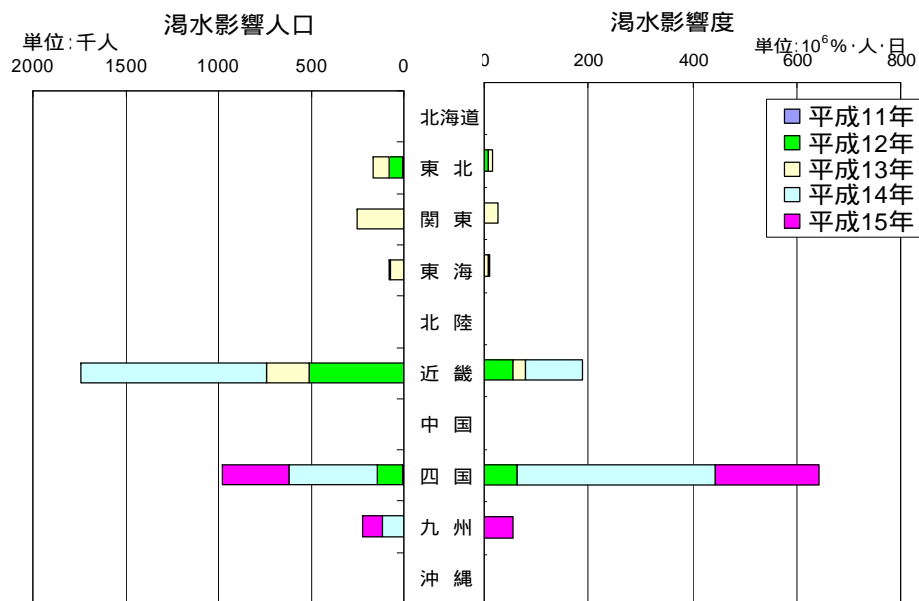 渇水影響人口
渇水影響度
単位:千人
単位:10⁶%·人·日
2000 1500 1000 500 0
0 200 400 600 800
北海道
東 北
関 東
東 海
北 陸
近 畿
中 国
四 国
九 州
沖 縄
平成11年
平成12年
平成13年
平成14年
平成15年